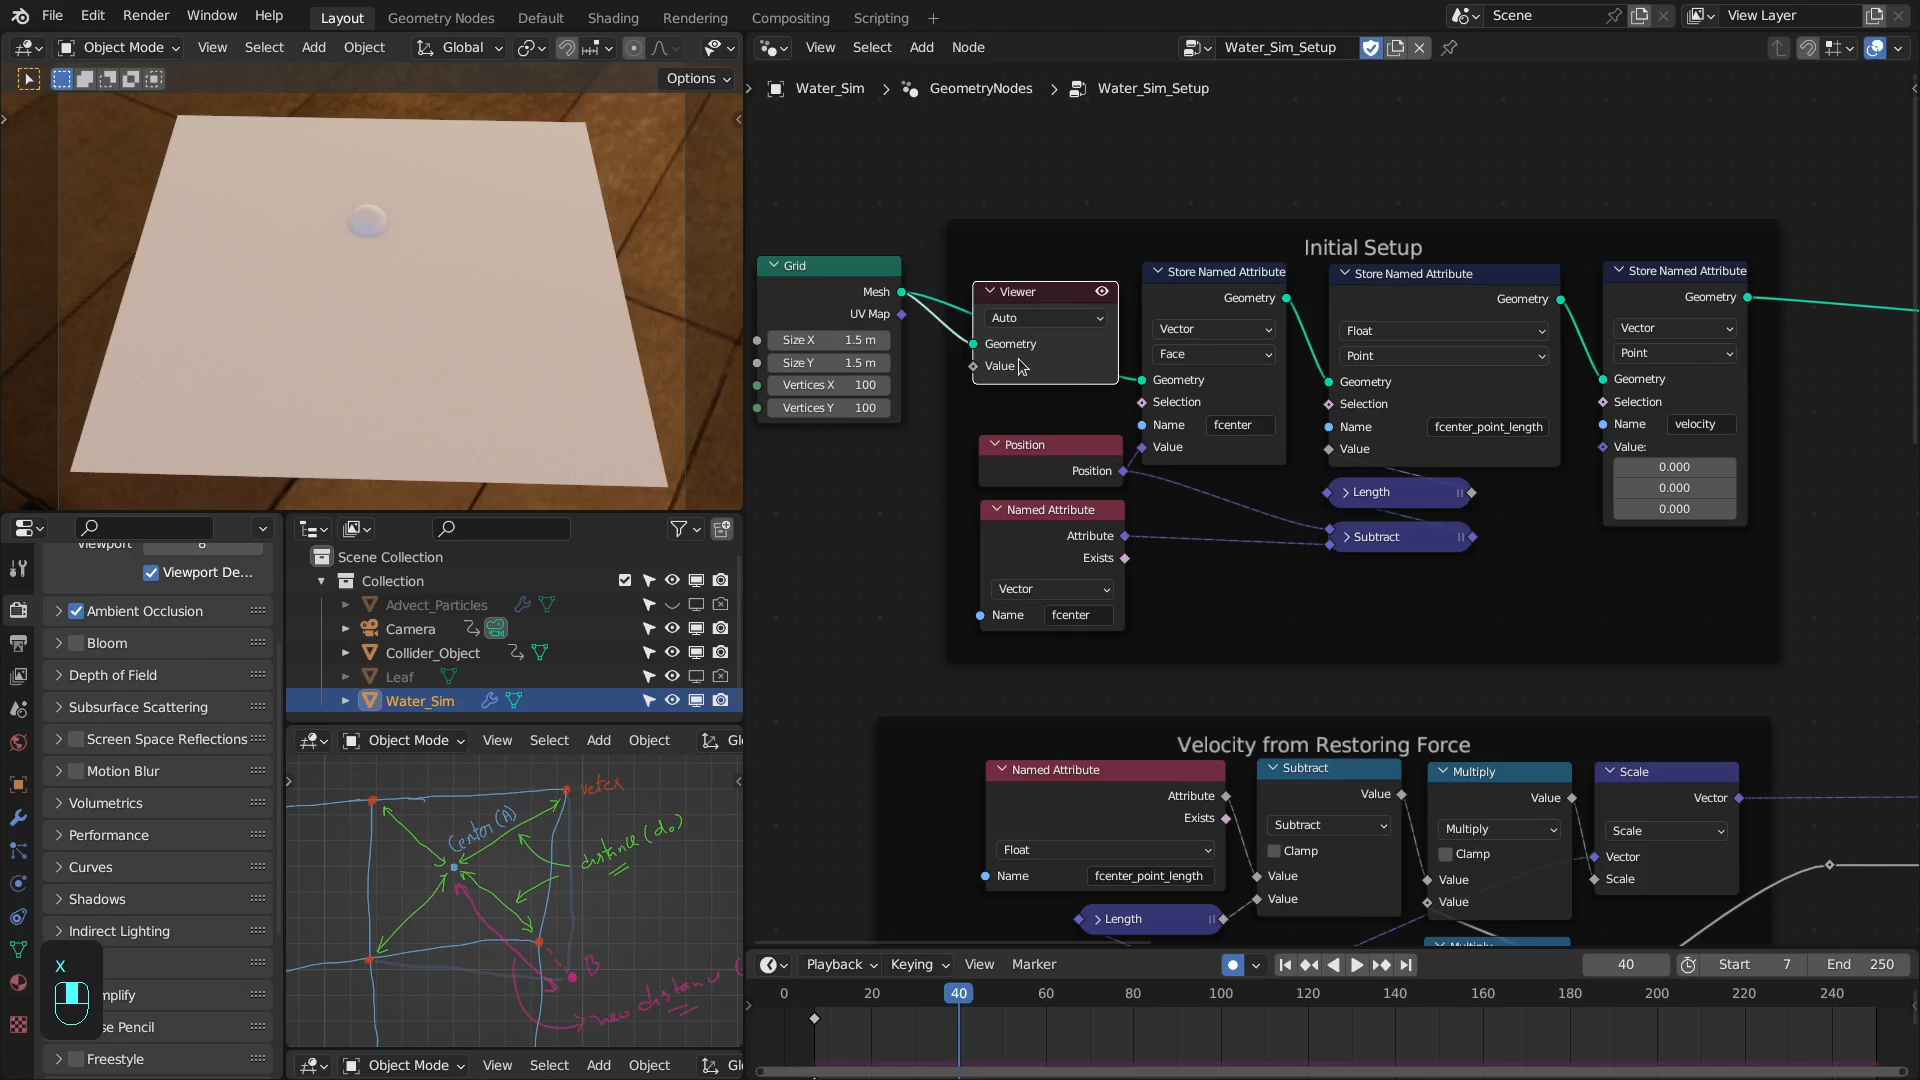 File Edit Render Window Help Layout Geometry Nodes Default Shading Rendering Compositing Scripting Scene View Layer
Object Mode View Select Add Object Global
View Select Add Node Water_Sim_Setup
Options
Water_Sim GeometryNodes Water_Sim_Setup
Initial Setup
Grid
Mesh
UV Map
Size X 1.5 m
Size Y 1.5 m
Vertices X 100
Vertices Y 100
Viewer
Auto
Geometry
Value
Store Named Attribute
Geometry
Vector
Face
Geometry
Selection
Name fcenter
Value
Store Named Attribute
Geometry
Float
Point
Geometry
Selection
Name fcenter_point_length
Value
Length
Subtract
Store Named Attribute
Geometry
Vector
Point
Geometry
Selection
Name velocity
Value:
0.000
0.000
0.000
Position
Position
Named Attribute
Attribute
Exists
Vector
Name fcenter
Velocity from Restoring Force
Named Attribute
Attribute
Exists
Float
Name fcenter_point_length
Length
Subtract
Value
Subtract
Clamp
Value
Value
Multiply
Value
Multiply
Clamp
Value
Value
Scale
Vector
Scale
Vector
Scale
Viewport 8
Viewport De...
Ambient Occlusion
Bloom
Depth of Field
Subsurface Scattering
Screen Space Reflections
Motion Blur
Volumetrics
Performance
Curves
Shadows
Indirect Lighting
mplify
se Pencil
Freestyle
X
Scene Collection
Collection
Advect_Particles
Camera
Collider_Object
Leaf
Water_Sim
Object Mode View Select Add Object Gl
vetex
Center (A)
distance (do)
B
new distance (
Object Mode View Select Add Object Gl
Playback Keying View Marker 40 Start 7 End 250
0 20 40 60 80 100 120 140 160 180 200 220 240